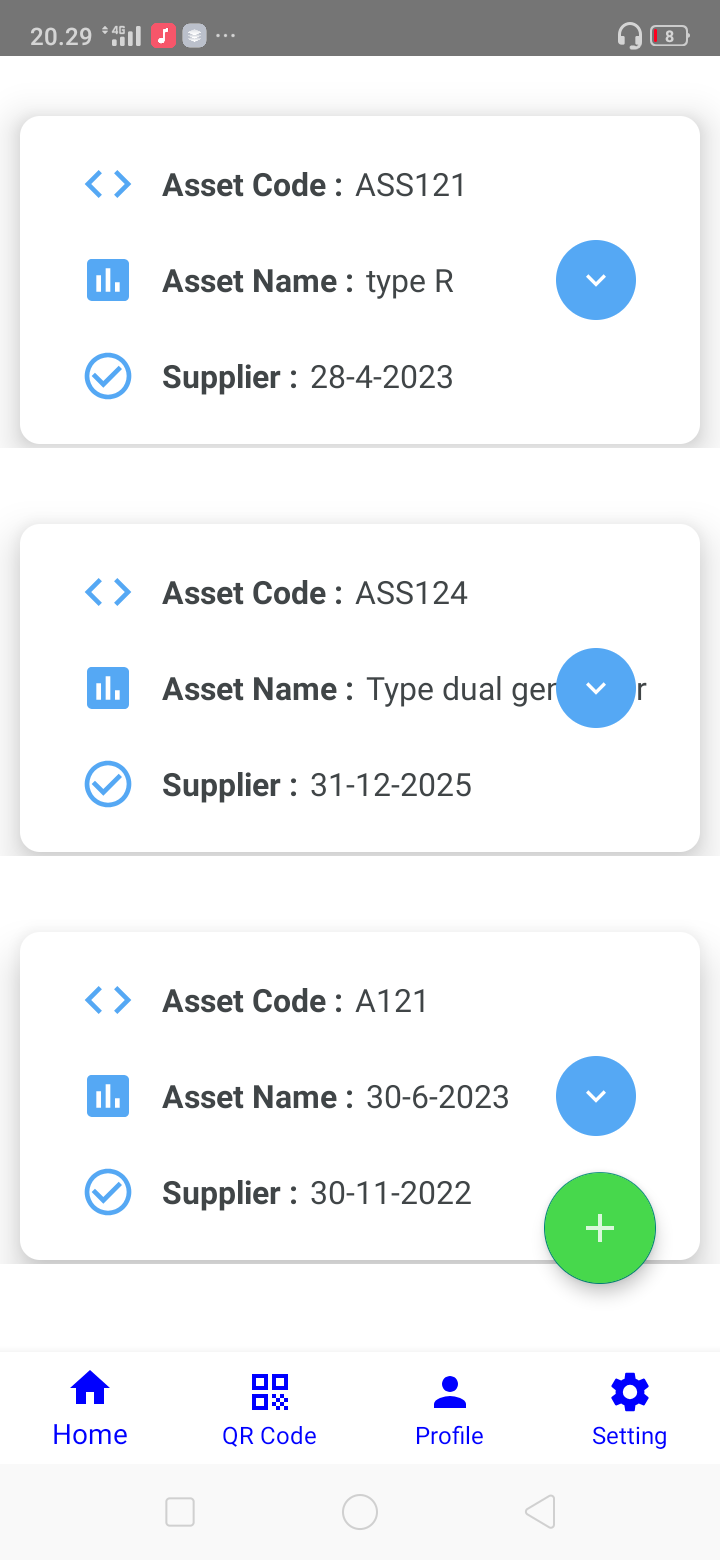 20.29 4G 8
Asset Code : ASS121
Asset Name : type R
Supplier : 28-4-2023
Asset Code : ASS124
Asset Name : Type dual r
Supplier : 31-12-2025
Asset Code : A121
Asset Name : 30-6-2023
Supplier : 30-11-2022
Home QR Code Profile Setting